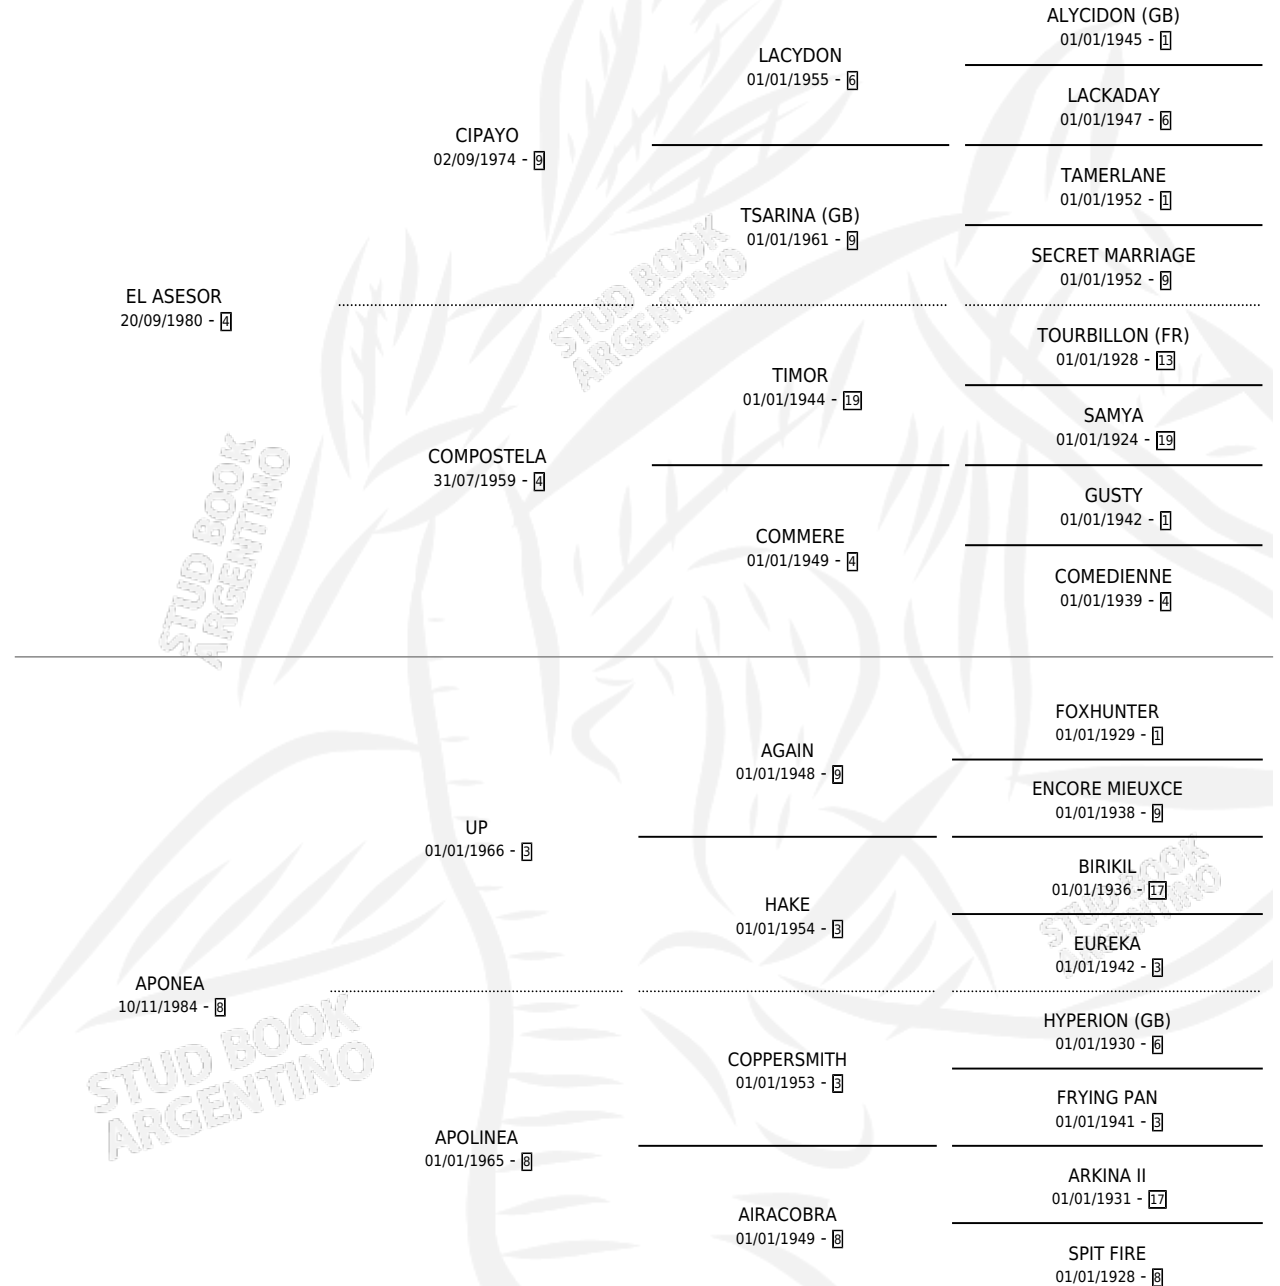 ALYCIDON (GB)
01/01/1945 - 1
LACYDON
01/01/1955 - 6
LACKADAY
01/01/1947 - 6
CIPAYO
02/09/1974 - 9
TAMERLANE
01/01/1952 - 1
TSARINA (GB)
01/01/1961 - 9
SECRET MARRIAGE
01/01/1952 - 9
EL ASESOR
20/09/1980 - 4
STUD BOOK
ARGENTINO
TOURBILLON (FR)
01/01/1928 - 13
TIMOR
01/01/1944 - 19
SAMYA
01/01/1924 - 19
COMPOSTELA
31/07/1959 - 4
GUSTY
01/01/1942 - 1
COMMERE
01/01/1949 - 4
COMEDIENNE
01/01/1939 - 4
STUD BOOK
ARGENTINO
FOXHUNTER
01/01/1929 - 1
AGAIN
01/01/1948 - 9
ENCORE MIEUXCE
01/01/1938 - 9
UP
01/01/1966 - 3
BIRIKIL
01/01/1936 - 17
HAKE
01/01/1954 - 3
EUREKA
01/01/1942 - 3
STUD BOOK
ARGENTINO
APONEA
10/11/1984 - 8
HYPERION (GB)
01/01/1930 - 6
COPPERSMITH
01/01/1953 - 3
FRYING PAN
01/01/1941 - 3
STUD BOOK
ARGENTINO
APOLINEA
01/01/1965 - 8
ARKINA II
01/01/1931 - 17
AIRACOBRA
01/01/1949 - 8
SPIT FIRE
01/01/1928 - 8